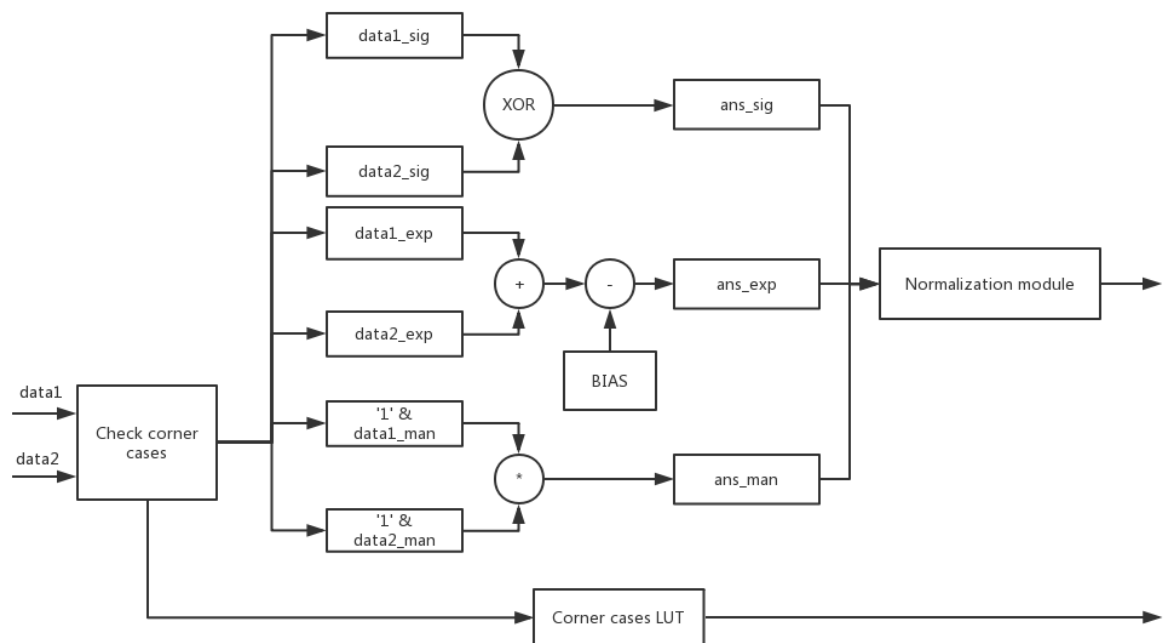 data1_sig
XOR
ans_sig
data2_sig
data1_exp
+
-
ans_exp
Normalization module
data2_exp
BIAS
data1
data2
Check corner
cases
'1' &
data1_man
*
ans_man
'1' &
data2_man
Corner cases LUT